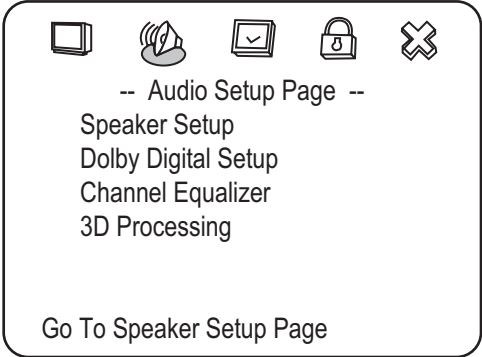 -- Audio Setup Page --
Speaker Setup
Dolby Digital Setup
Channel Equalizer
3D Processing
Go To Speaker Setup Page